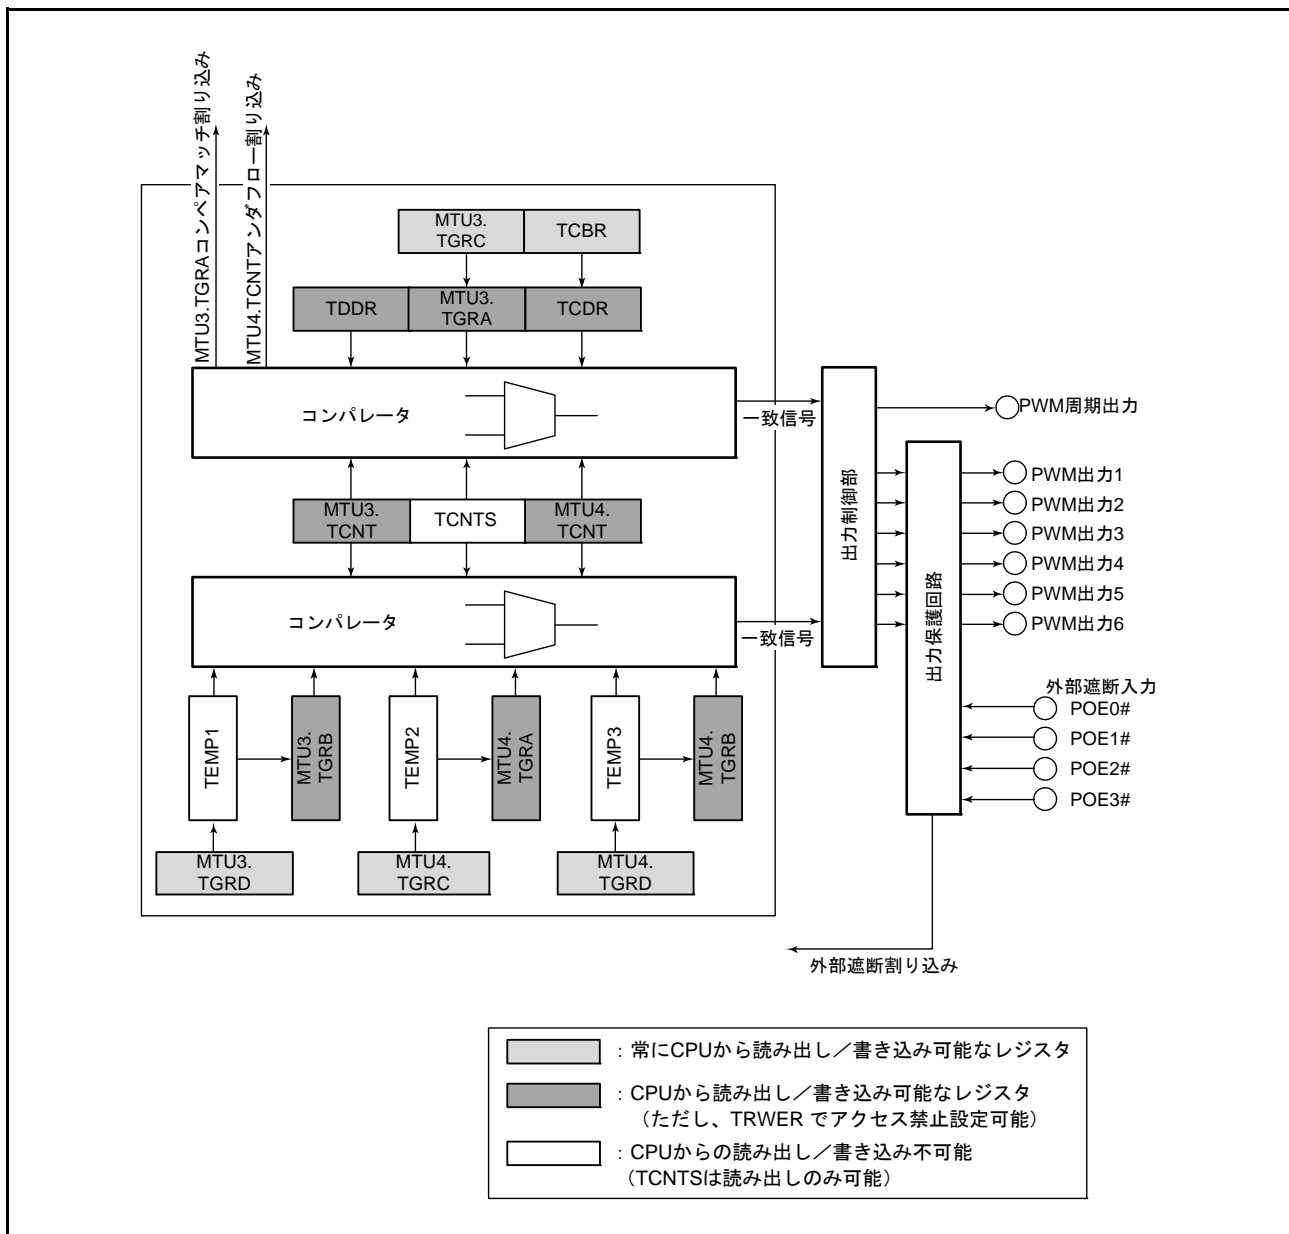 MTU3.TGRAコンペアマッチ割り込み
MTU4.TCNTアンダフロー割り込み
MTU3.
TGRC
TCBR
TDDR
MTU3.
TGRA
TCDR
コンパレータ
一致信号
MTU3.
TCNT
TCNTS
MTU4.
TCNT
コンパレータ
一致信号
TEMP1
MTU3.
TGRB
TEMP2
MTU4.
TGRA
TEMP3
MTU4.
TGRB
MTU3.
TGRD
MTU4.
TGRC
MTU4.
TGRD
出力制御部
出力保護回路
PWM周期出力
PWM出力1
PWM出力2
PWM出力3
PWM出力4
PWM出力5
PWM出力6
外部遮断入力
POE0#
POE1#
POE2#
POE3#
外部遮断割り込み
：常にCPUから読み出し／書き込み可能なレジスタ
：CPUから読み出し／書き込み可能なレジスタ
（ただし、TRWER でアクセス禁止設定可能）
：CPUからの読み出し／書き込み不可能
（TCNTSは読み出しのみ可能）